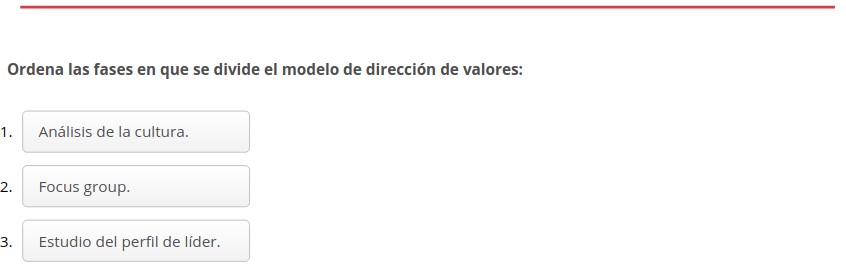 Ordena las fases en que se divide el modelo de dirección de valores:
1. Análisis de la cultura.
2. Focus group.
3. Estudio del perfil de líder.